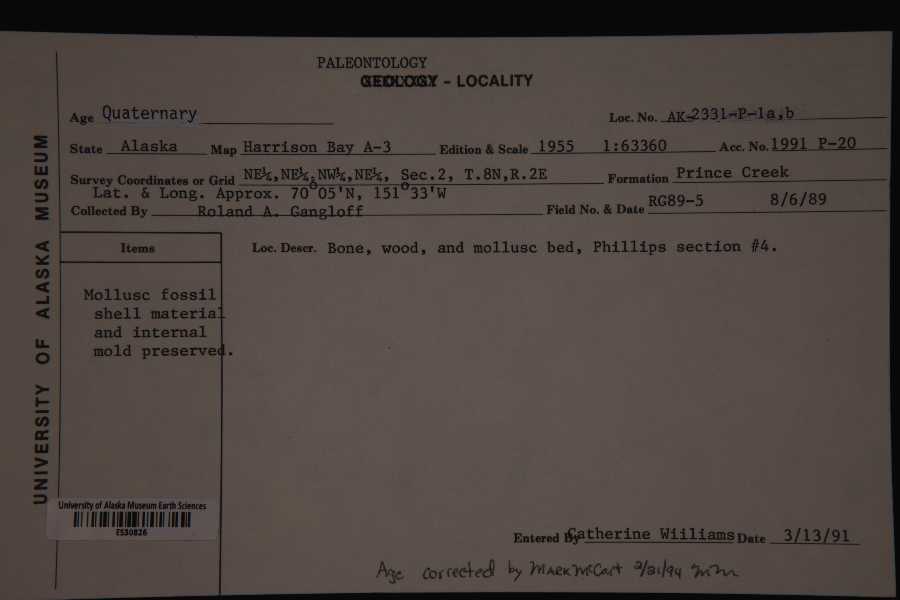 PALEONTOLOGY
GEOLOGY - LOCALITY
Age Quaternary Loc. No. AK-2331-P-1a,b
State Alaska Map Harrison Bay A-3 Edition & Scale 1955 1:63360 Acc. No. 1991 P-20
Survey Coordinates or Grid NE¼,NE¼,NW¼,NE¼, Sec.2, T.8N,R.2E Formation Prince Creek
Lat. & Long. Approx. 70°05'N, 151°33'W
Collected By Roland A. Gangloff Field No. & Date RG89-5 8/6/89
Items
Loc. Descr. Bone, wood, and mollusc bed, Phillips section #4.
Mollusc fossil
shell material
and internal
mold preserved.
UNIVERSITY OF ALASKA MUSEUM
University of Alaska Museum Earth Sciences
ES30826
Entered By Catherine Wiiliams Date 3/13/91
Age corrected by Mark McCart /31/94 mm